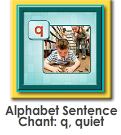 q
Alphabet Sentence
Chant: q, quiet